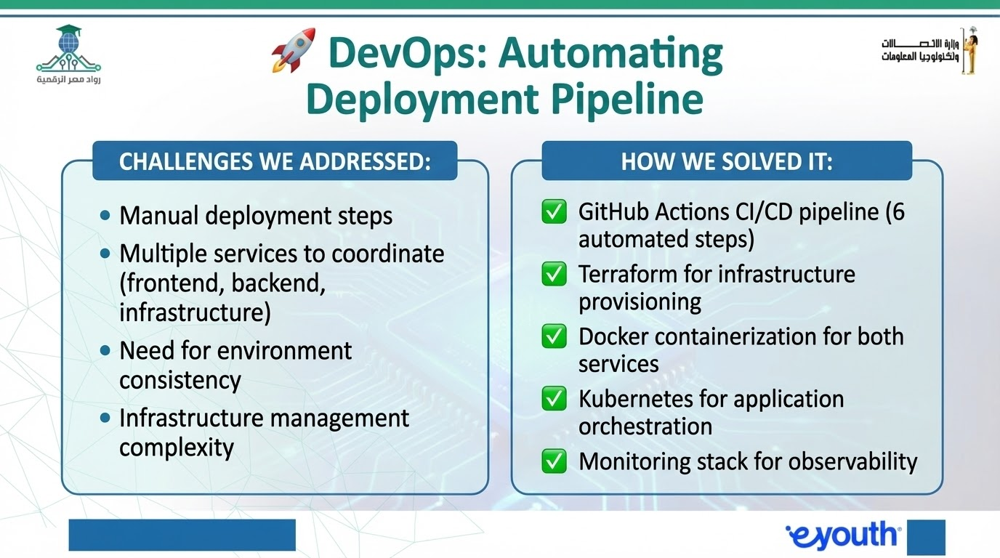 رواد مصر الرقمية
🚀 DevOps: Automating
Deployment Pipeline
وزارة الاتصالات
وتكنولوجيا المعلومات
CHALLENGES WE ADDRESSED:
• Manual deployment steps
• Multiple services to coordinate
(frontend, backend,
infrastructure)
• Need for environment
consistency
• Infrastructure management
complexity
HOW WE SOLVED IT:
✅ GitHub Actions CI/CD pipeline (6
automated steps)
✅ Terraform for infrastructure
provisioning
✅ Docker containerization for both
services
✅ Kubernetes for application
orchestration
✅ Monitoring stack for observability
eyouth